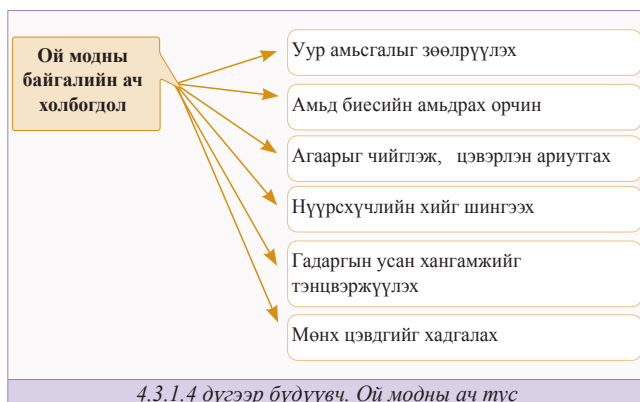 Ой модны
байгалийн ач
холбогдол
Уур амьсгалыг зөөлрүүлэх
Амьд биесийн амьдрах орчин
Агаарыг чийглэж, цэвэрлэн ариутгах
Нүүрсхүчлийн хийг шингээх
Гадаргын усан хангамжийг
тэнцвэржүүлэх
Мөнх цэвдгийг хадгалах
4.3.1.4 дүгээр бүдүүвч. Ой модны ач тус